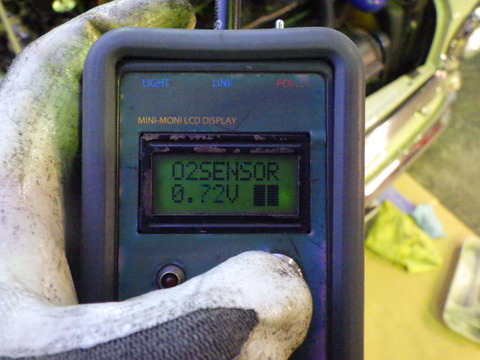 LIGHT LINK POWER
MINI-MONI LCD DISPLAY
O2SENSOR
0.72V